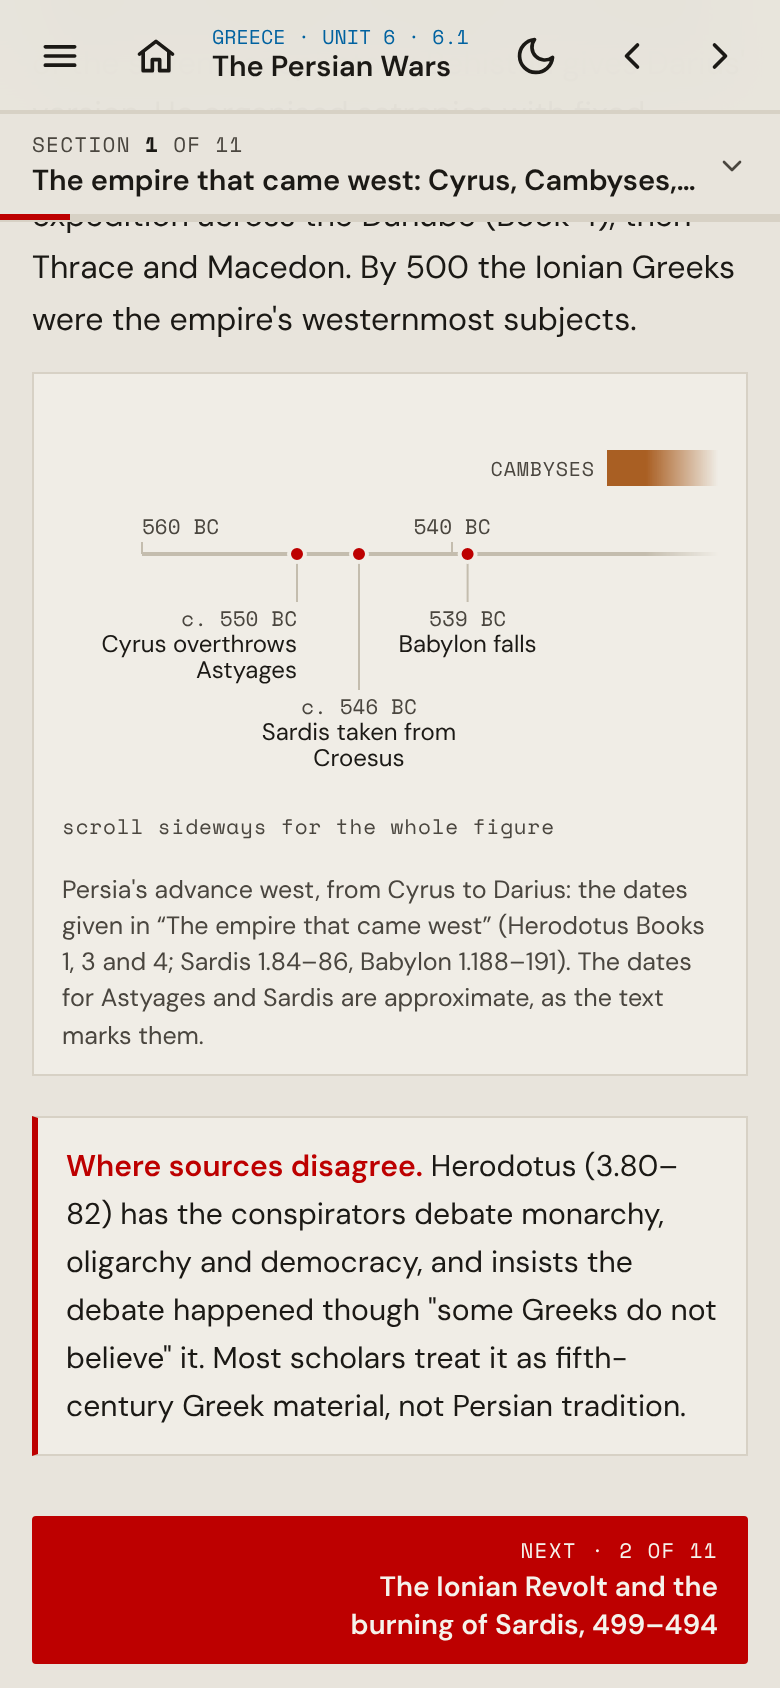 GREECE · UNIT 6 · 6.1
The Persian Wars
SECTION 1 OF 11
The empire that came west: Cyrus, Cambyses,...
expedition across the Danube (Book 4), then
Thrace and Macedon. By 500 the Ionian Greeks
were the empire's westernmost subjects.
CAMBYSES
560 BC
540 BC
c. 550 BC
Cyrus overthrows
Astyages
539 BC
Babylon falls
c. 546 BC
Sardis taken from
Croesus
scroll sideways for the whole figure
Persia's advance west, from Cyrus to Darius: the dates
given in “The empire that came west” (Herodotus Books
1, 3 and 4; Sardis 1.84–86, Babylon 1.188–191). The dates
for Astyages and Sardis are approximate, as the text
marks them.
Where sources disagree. Herodotus (3.80–
82) has the conspirators debate monarchy,
oligarchy and democracy, and insists the
debate happened though "some Greeks do not
believe" it. Most scholars treat it as fifth-
century Greek material, not Persian tradition.
NEXT · 2 OF 11
The Ionian Revolt and the
burning of Sardis, 499–494